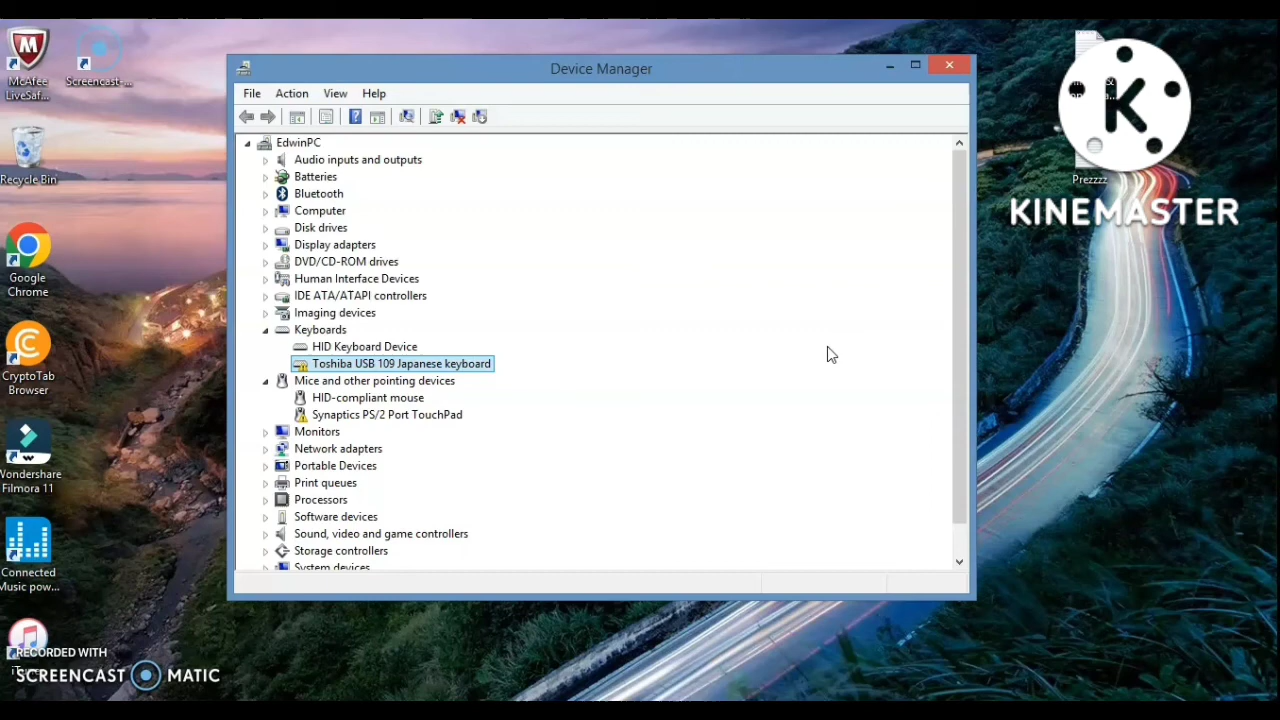 McAfee
LiveSaf...
Screencast-...
Recycle Bin
Google
Chrome
CryptoTab
Browser
Wondershare
Filmora 11
Connected
Music pow...
Device Manager
File Action View Help
EdwinPC
Audio inputs and outputs
Batteries
Bluetooth
Computer
Disk drives
Display adapters
DVD/CD-ROM drives
Human Interface Devices
IDE ATA/ATAPI controllers
Imaging devices
Keyboards
HID Keyboard Device
Toshiba USB 109 Japanese keyboard
Mice and other pointing devices
HID-compliant mouse
Synaptics PS/2 Port TouchPad
Monitors
Network adapters
Portable Devices
Print queues
Processors
Software devices
Sound, video and game controllers
Storage controllers
System devices
Prezzzz
K
KINEMASTER
RECORDED WITH
SCREENCAST MATIC